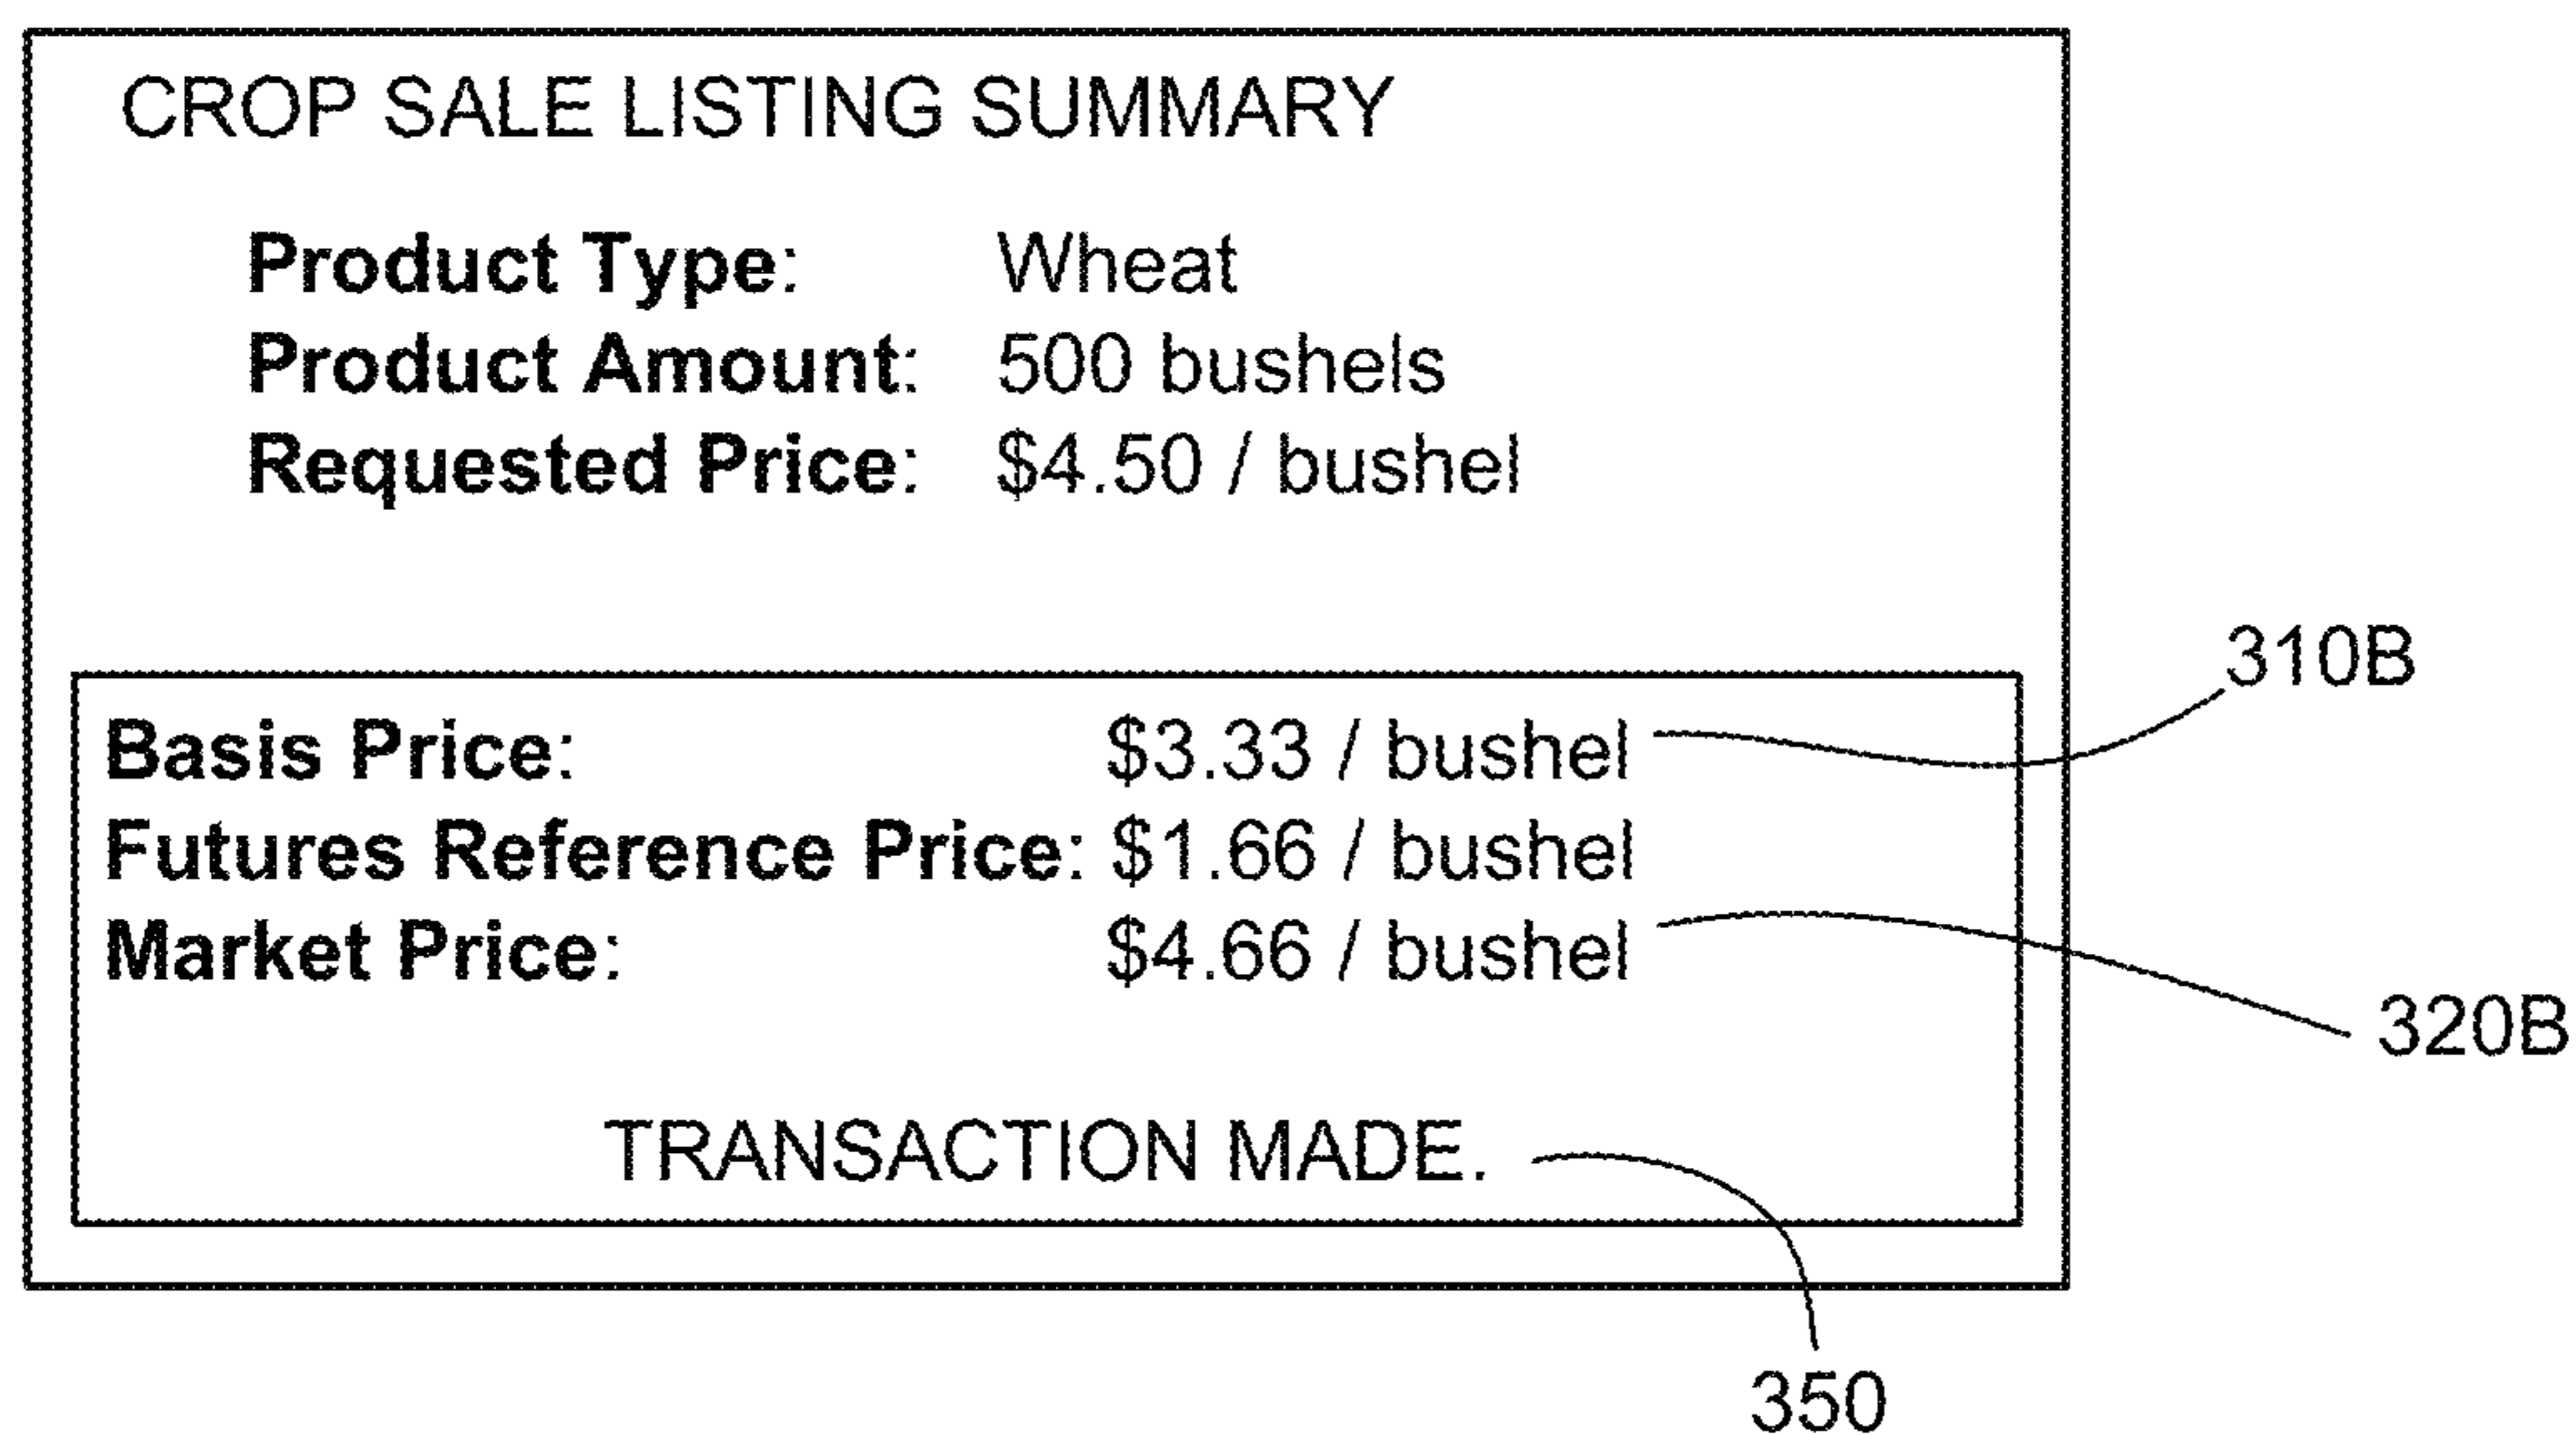 CROP SALE LISTING SUMMARY
Product Type: Wheat
Product Amount: 500 bushels
Requested Price: $4.50 / bushel
310B
Basis Price: $3.33 / bushel
Futures Reference Price: $1.66 / bushel
Market Price: $4.66 / bushel
320B
TRANSACTION MADE.
350